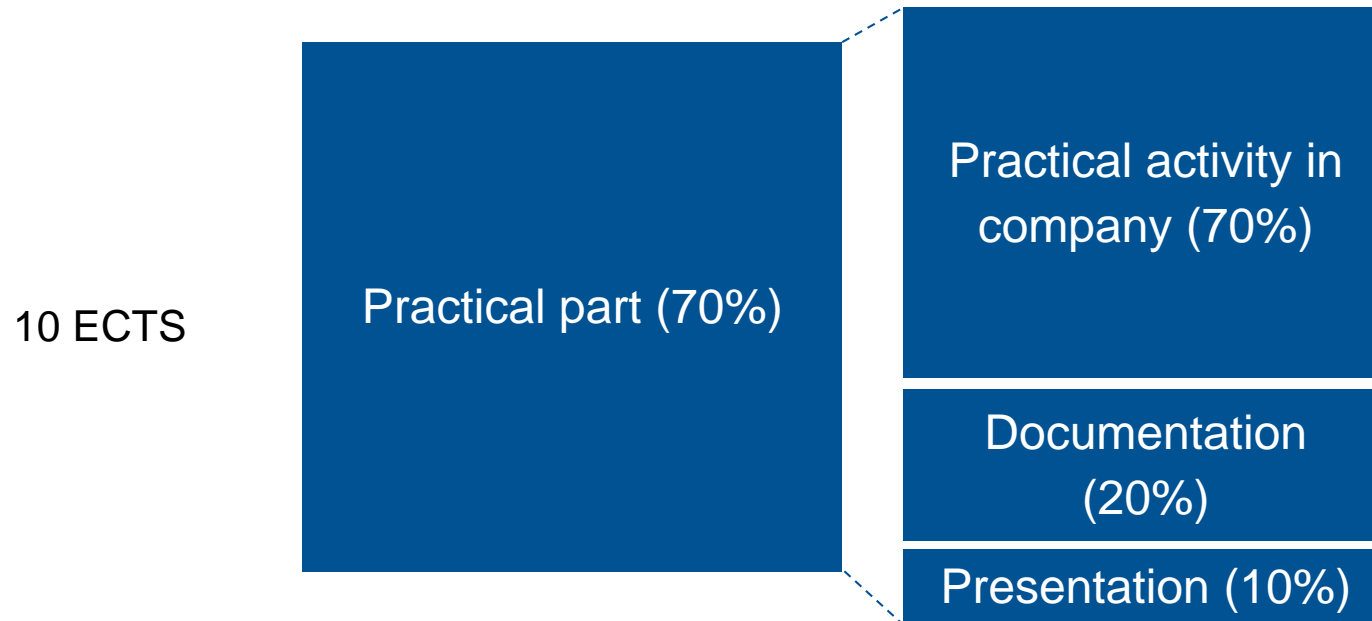 10 ECTS
Practical part (70%)
Practical activity in
company (70%)
Documentation
(20%)
Presentation (10%)